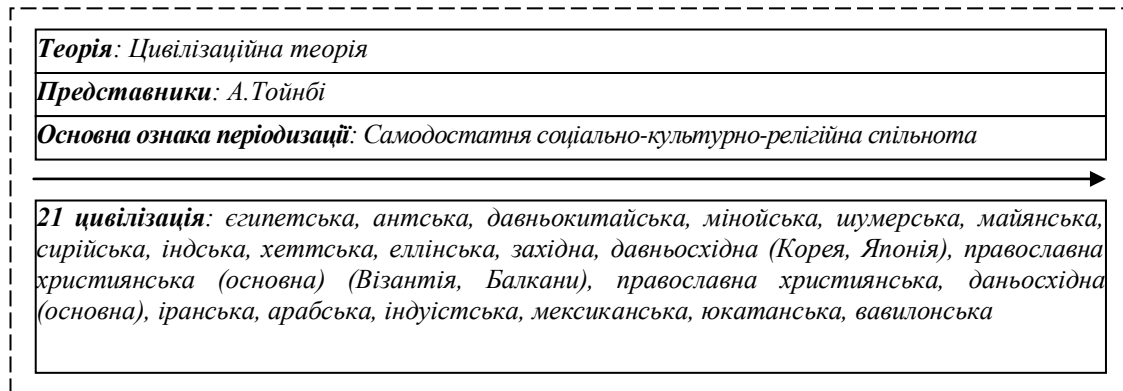 Теорія: Цивілізаційна теорія
Представники: А.Тойнбі
Основна ознака періодизації: Самодостатня соціально-культурно-релігійна спільнота
21 цивілізація: єгипетська, антська, давньокитайська, мінойська, шумерська, майянська,
сирійська, індська, хеттська, еллінська, західна, давньосхідна (Корея, Японія), православна
християнська (основна) (Візантія, Балкани), православна християнська, даньосхідна
(основна), іранська, арабська, індуїстська, мексиканська, юкатанська, вавилонська